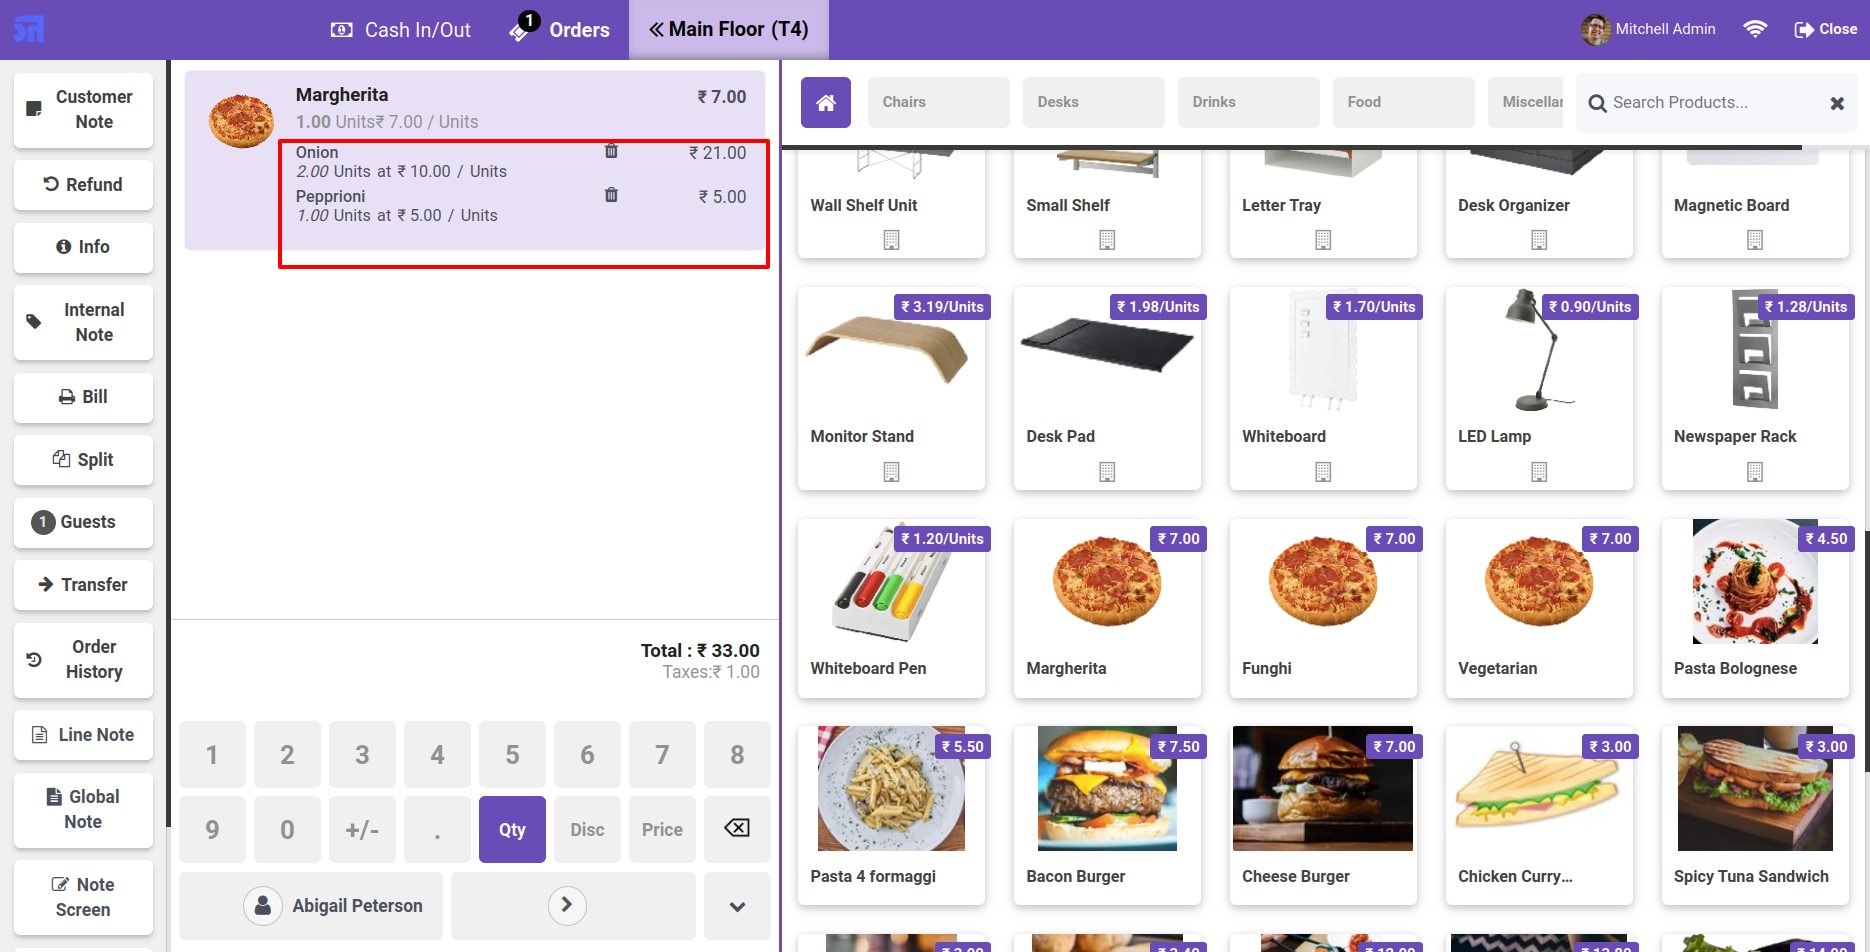 Cash In/Out
1
Orders
Main Floor (T4)
Mitchell Admin
Close
Customer
Note
Refund
Info
Internal
Note
Bill
Split
1 Guests
Transfer
Order
History
Line Note
Global
Note
Note
Screen
Margherita
₹ 7.00
1.00 Units₹ 7.00 / Units
Onion
₹ 21.00
2.00 Units at ₹ 10.00 / Units
Pepprioni
₹ 5.00
1.00 Units at ₹ 5.00 / Units
Total : ₹ 33.00
Taxes:₹ 1.00
1 2 3 4 5 6 7 8
9 0 +/- . Qty Disc Price
Abigail Peterson
Chairs
Desks
Drinks
Food
Miscellar
Search Products...
Wall Shelf Unit
Small Shelf
Letter Tray
Desk Organizer
Magnetic Board
₹ 3.19/Units
₹ 1.98/Units
₹ 1.70/Units
₹ 0.90/Units
₹ 1.28/Units
Monitor Stand
Desk Pad
Whiteboard
LED Lamp
Newspaper Rack
₹ 1.20/Units
₹ 7.00
₹ 7.00
₹ 7.00
₹ 4.50
Whiteboard Pen
Margherita
Funghi
Vegetarian
Pasta Bolognese
₹ 5.50
₹ 7.50
₹ 7.00
₹ 3.00
₹ 3.00
Pasta 4 formaggi
Bacon Burger
Cheese Burger
Chicken Curry...
Spicy Tuna Sandwich